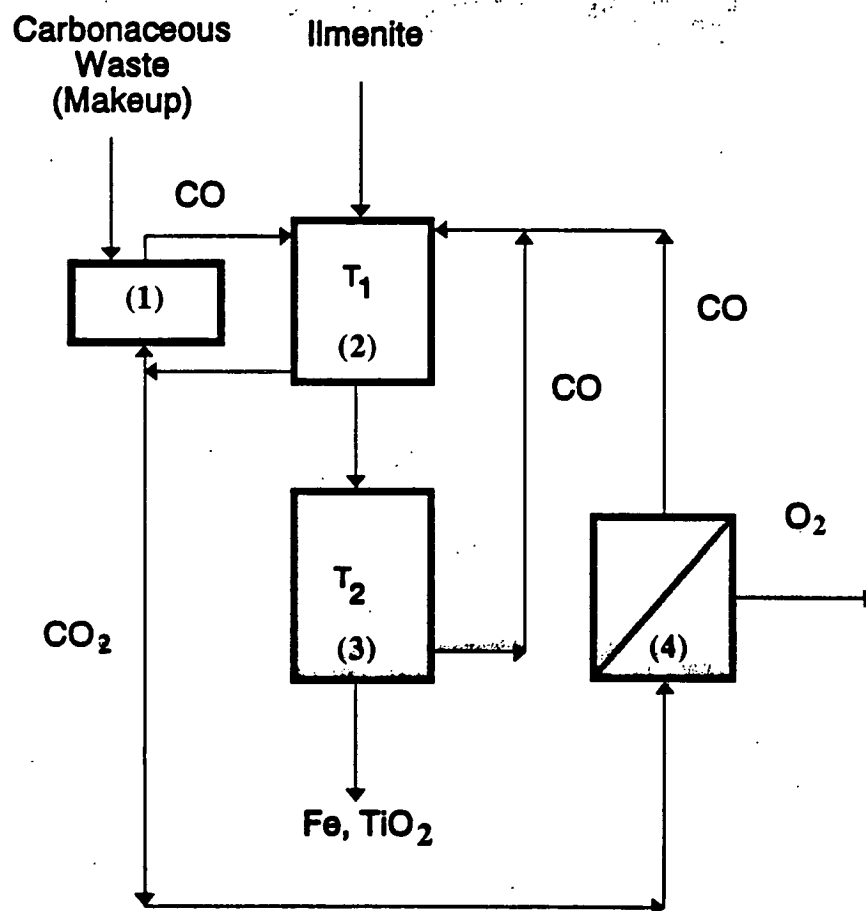 Carbonaceous
Waste
(Makeup)
Ilmenite
CO
(1)
T₁
(2)
CO
CO
T₂
(3)
O₂
(4)
CO₂
Fe, TiO₂